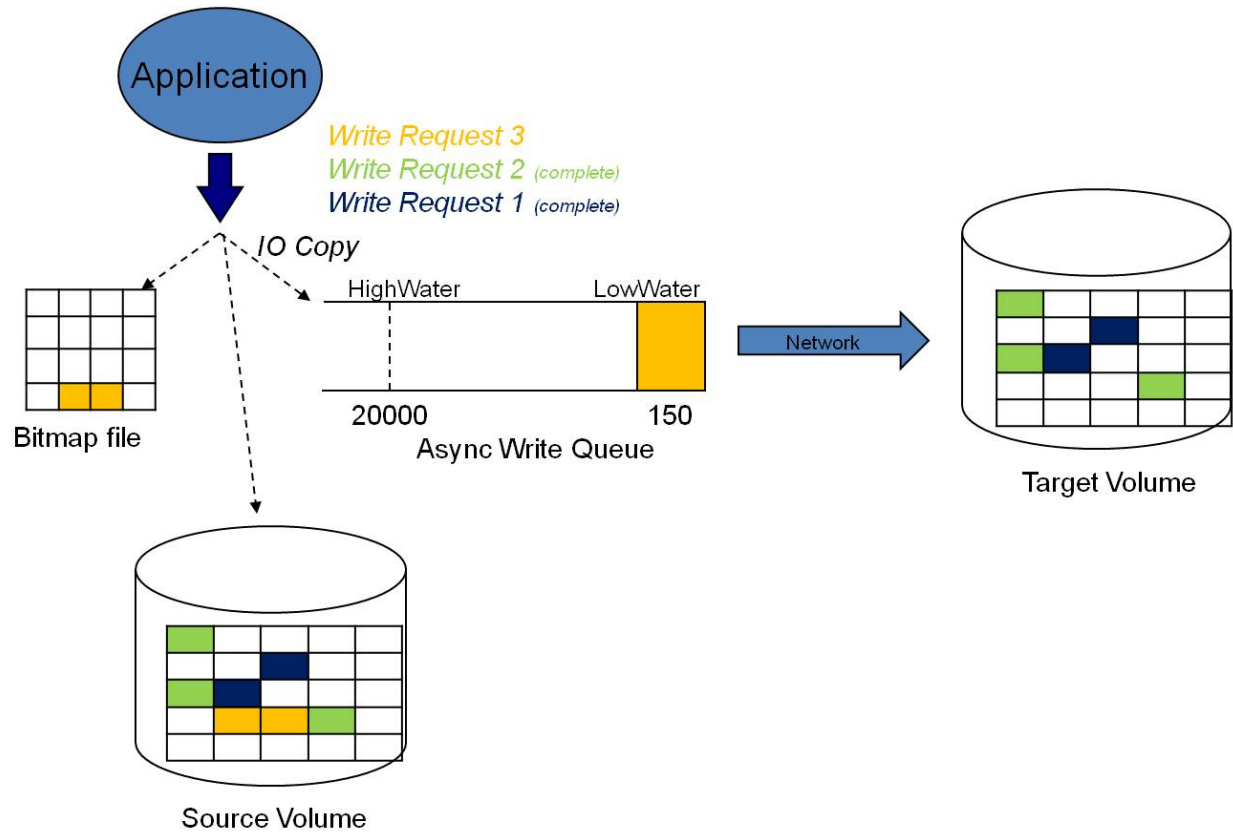 Application
Write Request 3
Write Request 2 (complete)
Write Request 1 (complete)
IO Copy
HighWater
LowWater
Network
20000
150
Bitmap file
Async Write Queue
Target Volume
Source Volume